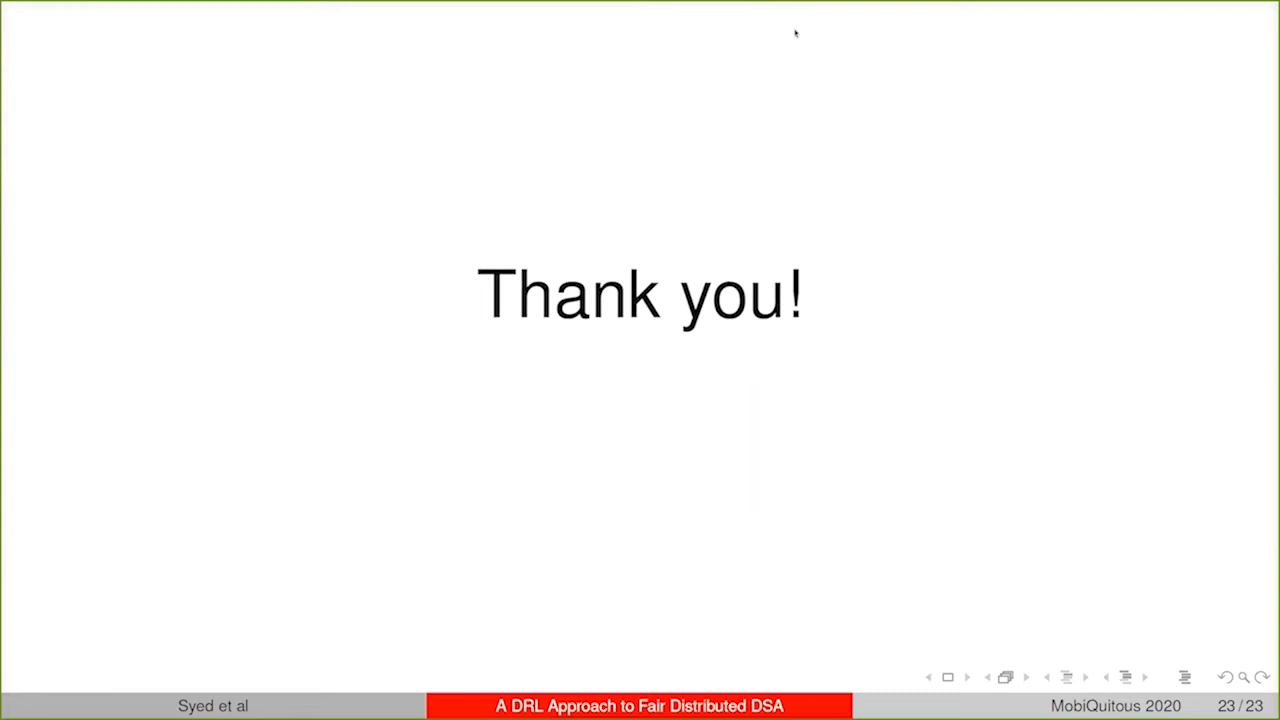 Thank you!
Syed et al
A DRL Approach to Fair Distributed DSA
MobiQuitous 2020
23 / 23